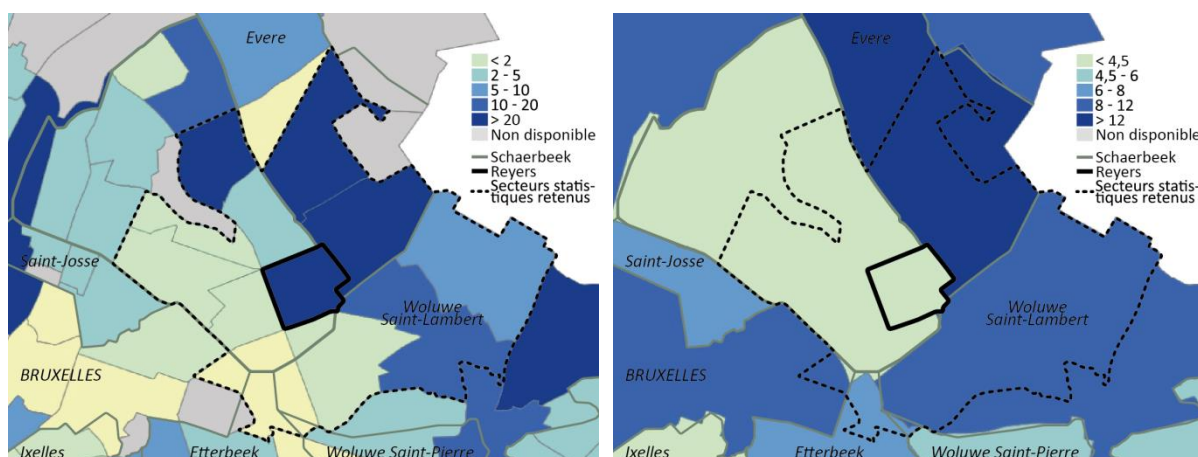 Evere
< 2
2 - 5
5 - 10
10 - 20
> 20
Non disponible
Schaerbeek
Reyers
Secteurs statis-
tiques retenus
Saint-Josse
Woluwe
Saint-Lambert
BRUXELLES
Ixelles
Etterbeek
Woluwe Saint-Pierre
Evere
< 4,5
4,5 - 6
6 - 8
8 - 12
> 12
Non disponible
Schaerbeek
Reyers
Secteurs statis-
tiques retenus
Saint-Josse
Woluwe
Saint-Lambert
BRUXELLES
Ixelles
Etterbeek
Woluwe Saint-Pierre